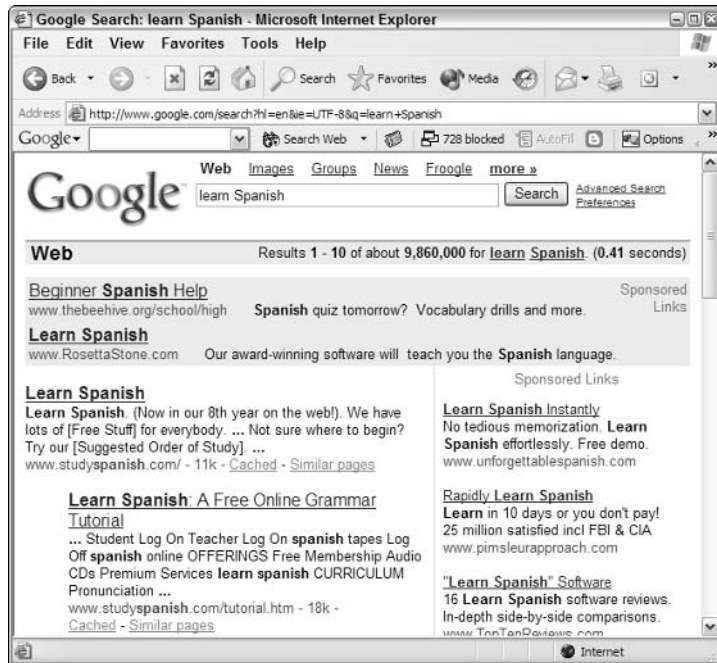 Google Search: learn Spanish - Microsoft Internet Explorer
File Edit View Favorites Tools Help
Back Search Favorites Media »
Address http://www.google.com/search?hl=en&ie=UTF-8&q=learn+Spanish
Google Search Web 728 blocked AutoFill Options »
Web Images Groups News Froogle more »
Google™
learn Spanish Search Advanced Search
Preferences
Web Results 1 - 10 of about 9,860,000 for learn Spanish. (0.41 seconds)
Beginner Spanish Help Sponsored
www.thebeehive.org/school/high Spanish quiz tomorrow? Vocabulary drills and more. Links
Learn Spanish
www.RosettaStone.com Our award-winning software will teach you the Spanish language.
Learn Spanish
Learn Spanish. (Now in our 8th year on the web!). We have
lots of [Free Stuff] for everybody. ... Not sure where to begin?
Try our [Suggested Order of Study]. ...
www.studyspanish.com/ - 11k - Cached - Similar pages
Learn Spanish: A Free Online Grammar
Tutorial
... Student Log On Teacher Log On spanish tapes Log
Off spanish online OFFERINGS Free Membership Audio
CDs Premium Services learn spanish CURRICULUM
Pronunciation ...
www.studyspanish.com/tutorial.htm - 18k -
Cached - Similar pages
Sponsored Links
Learn Spanish Instantly
No tedious memorization. Learn
Spanish effortlessly. Free demo.
www.unforgettablespanish.com
Rapidly Learn Spanish
Learn in 10 days or you don't pay!
25 million satisfied incl FBI & CIA
www.pimsleurapproach.com
"Learn Spanish" Software
16 Learn Spanish software reviews.
In-depth side-by-side comparisons.
www.TopTenReviews.com
Internet